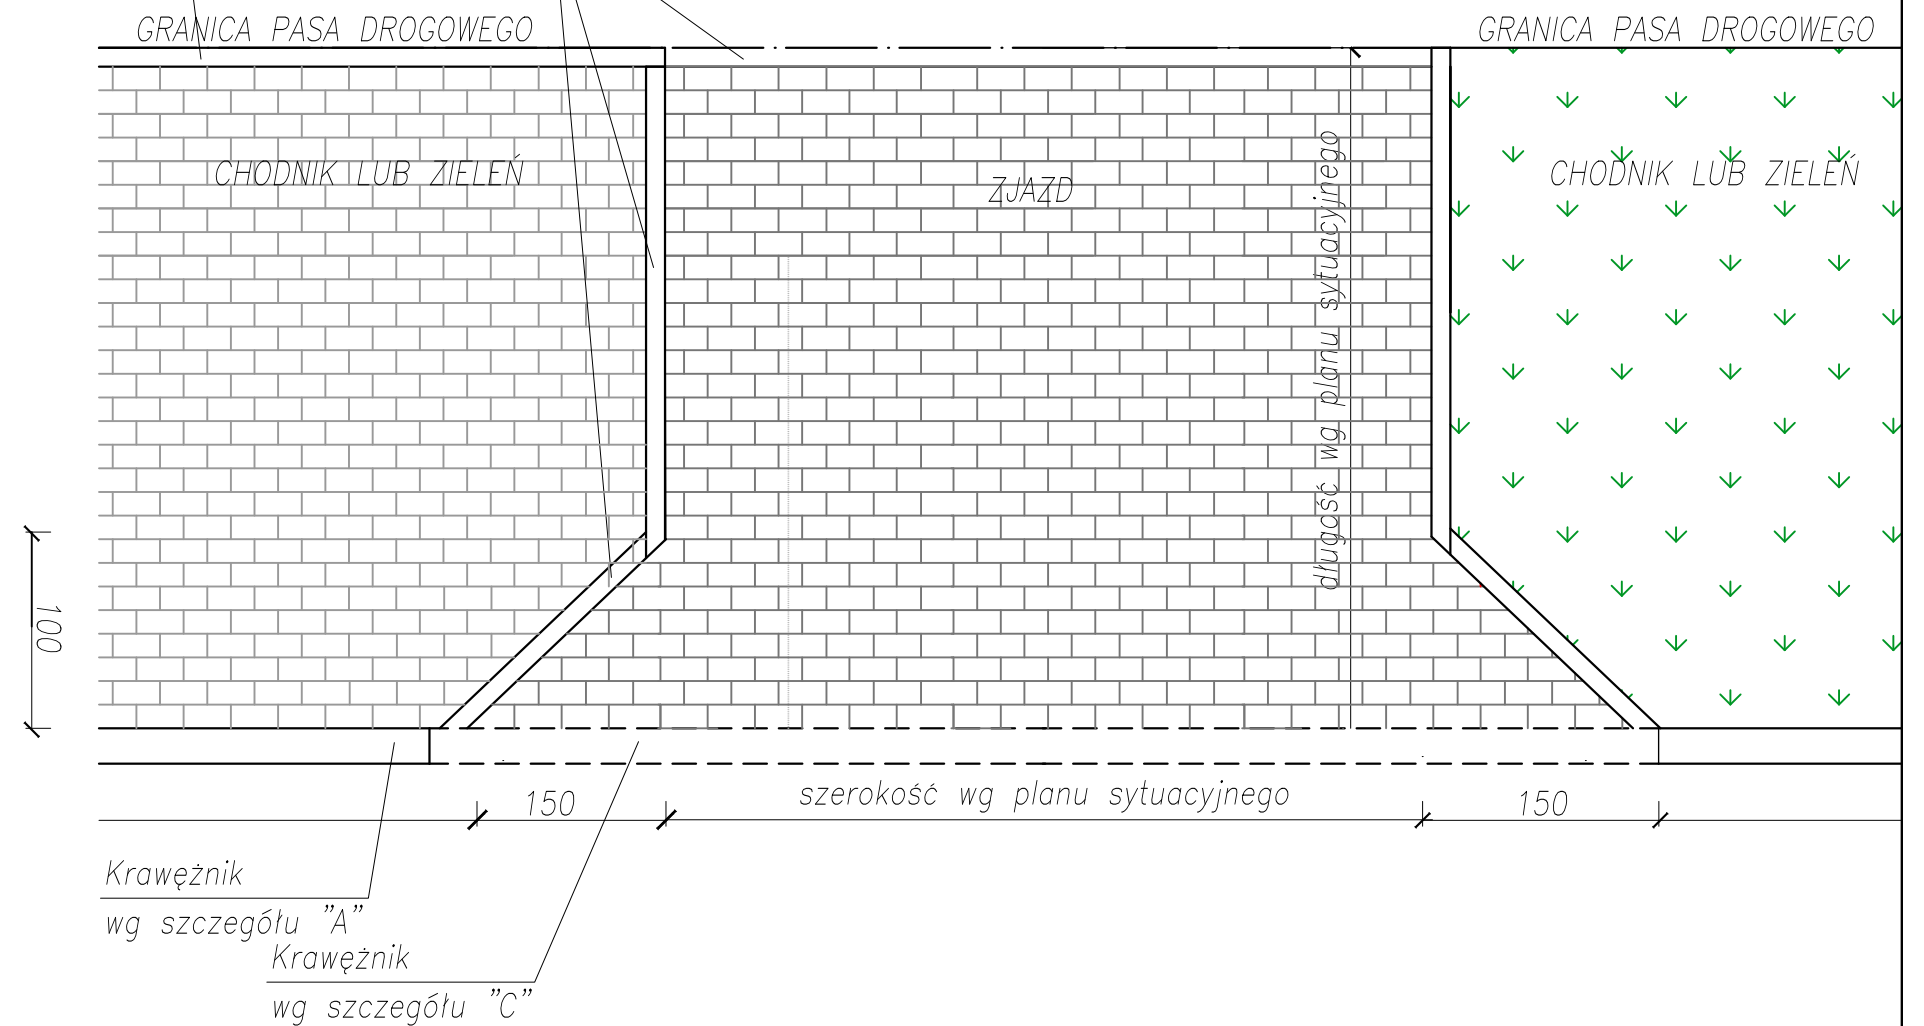 GRANICA PASA DROGOWEGO
GRANICA PASA DROGOWEGO
CHODNIK LUB ZIELEŃ
ZJAZD
CHODNIK LUB ZIELEŃ
długość wg planu sytuacyjnego
100
150
szerokość wg planu sytuacyjnego
150
Krawężnik
wg szczegółu "A"
Krawężnik
wg szczegółu "C"